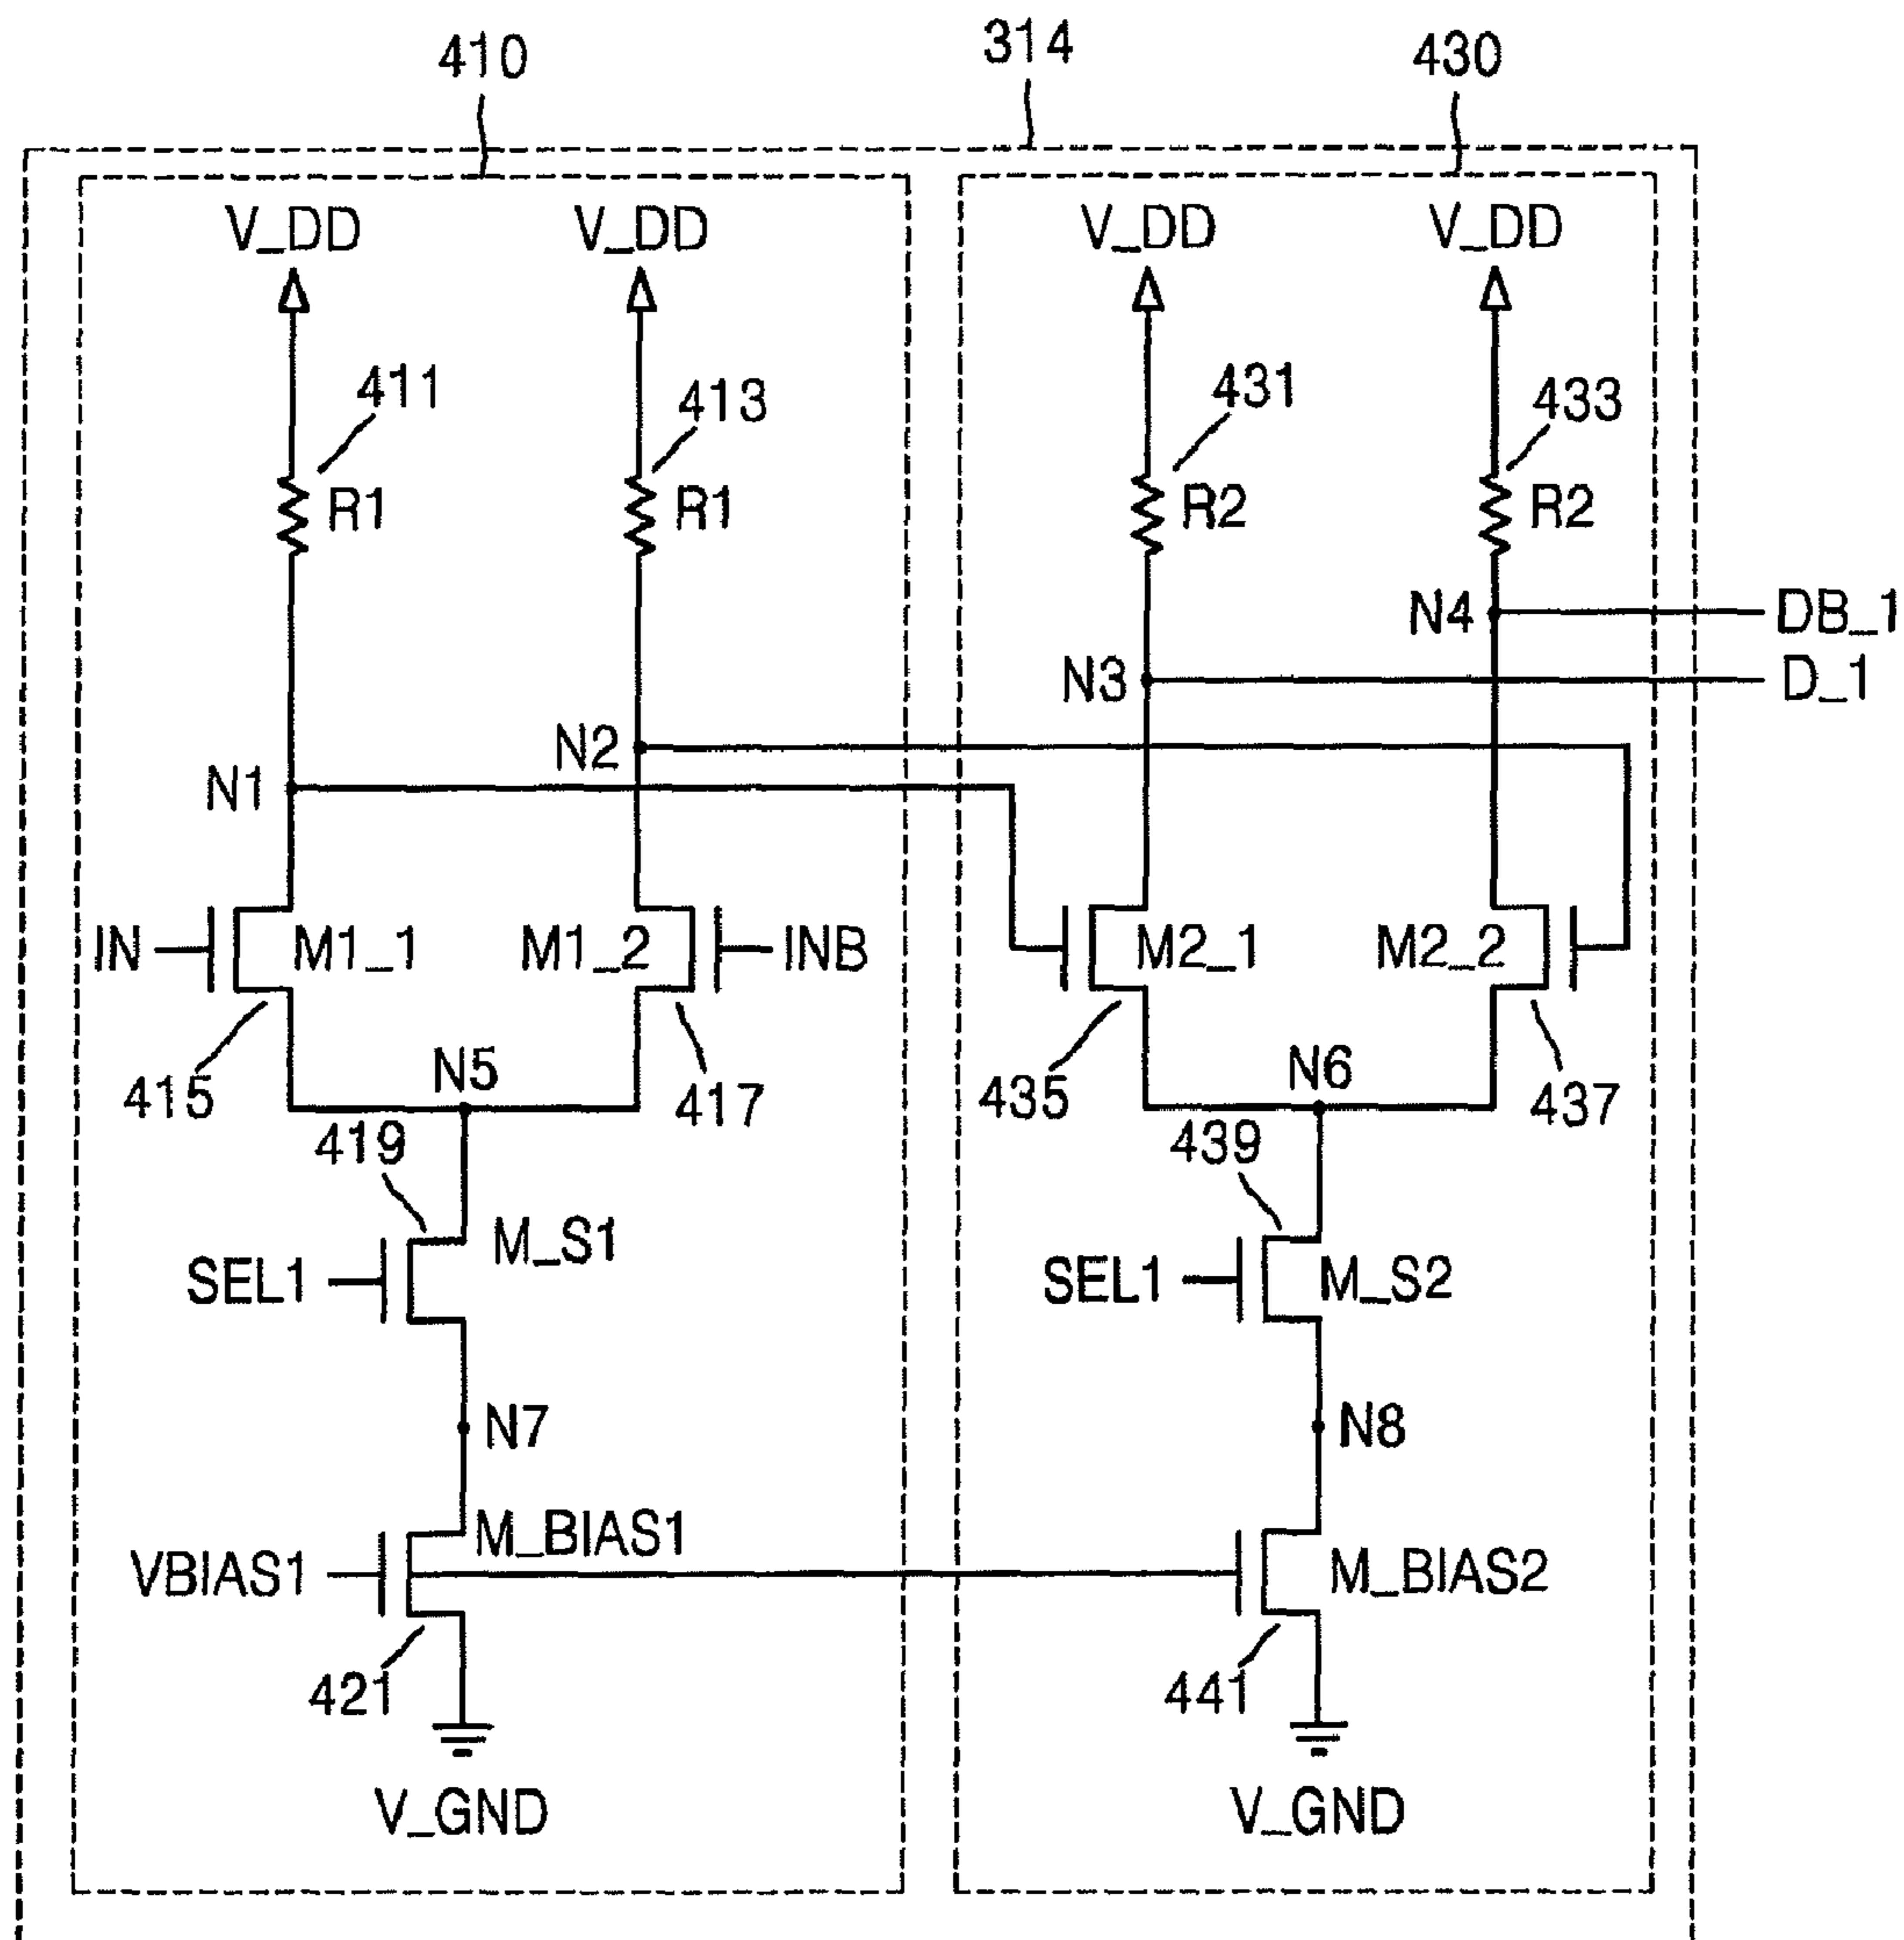 410 314 430
V_DD V_DD V_DD V_DD
411 413 431 433
R1 R1 R2 R2
N4 DB_1
N3 D_1
N2
N1
IN M1_1 M1_2 INB M2_1 M2_2
415 N5 417 435 N6 437
419 439
M_S1
SEL1 SEL1 M_S2
N7 N8
M_BIAS1
VBIAS1 M_BIAS2
421 441
V_GND V_GND